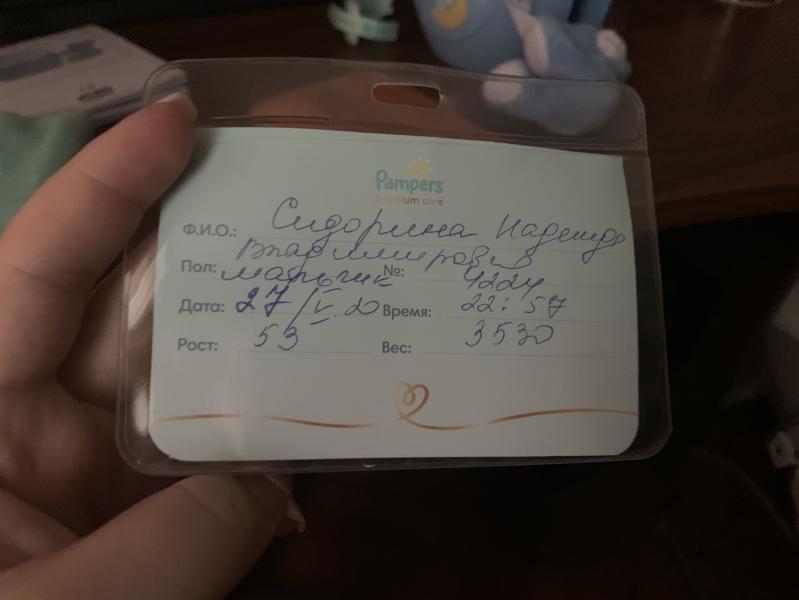 Pampers
premium care
Ф.И.О.: Сидорина Надежда
Владимировна
Пол: мальчик №: 4224
Дата: 27/V.20 Время: 22:57
Рост: 53 Вес: 3530